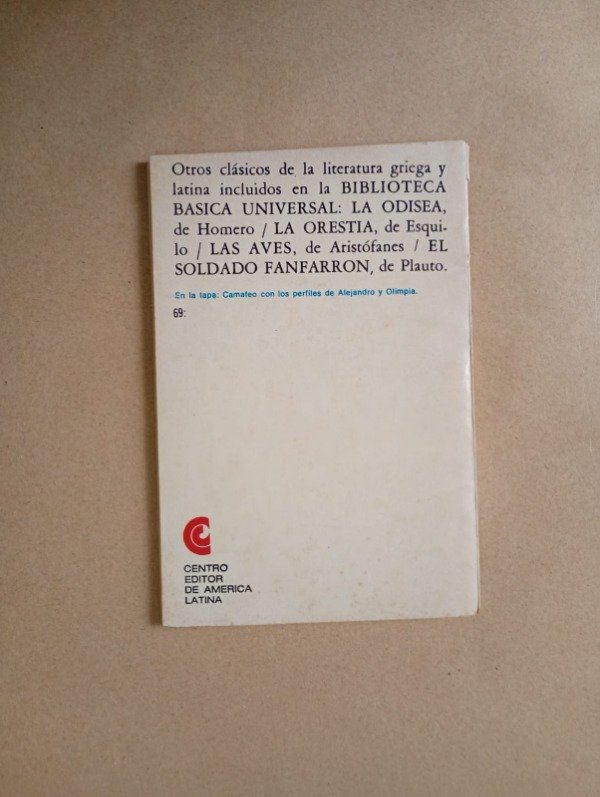 Otros clásicos de la literatura griega y
latina incluidos en la BIBLIOTECA
BASICA UNIVERSAL: LA ODISEA,
de Homero / LA ORESTIA, de Esqui-
lo / LAS AVES, de Aristófanes / EL
SOLDADO FANFARRON, de Plauto.
En la tapa: Camafeo con los perfiles de Alejandro y Olimpia.
69:
CENTRO
EDITOR
DE AMERICA
LATINA